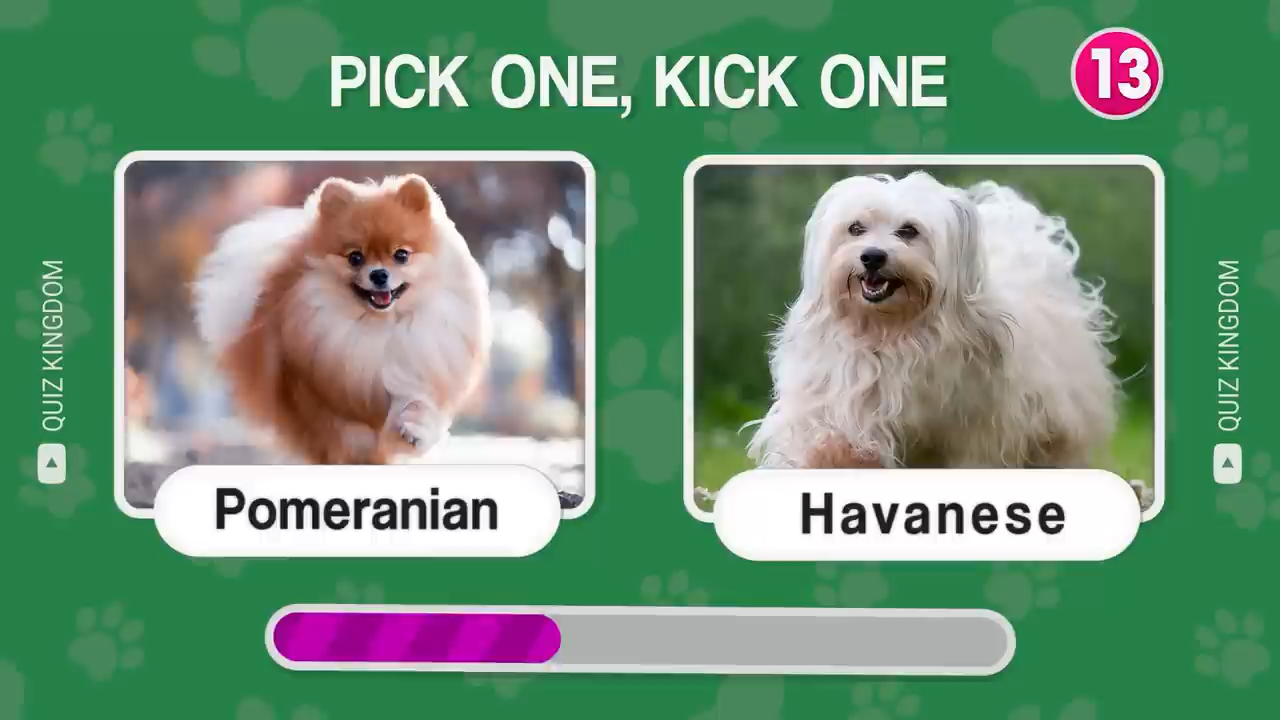 PICK ONE, KICK ONE
13
QUIZ KINGDOM
QUIZ KINGDOM
Pomeranian
Havanese